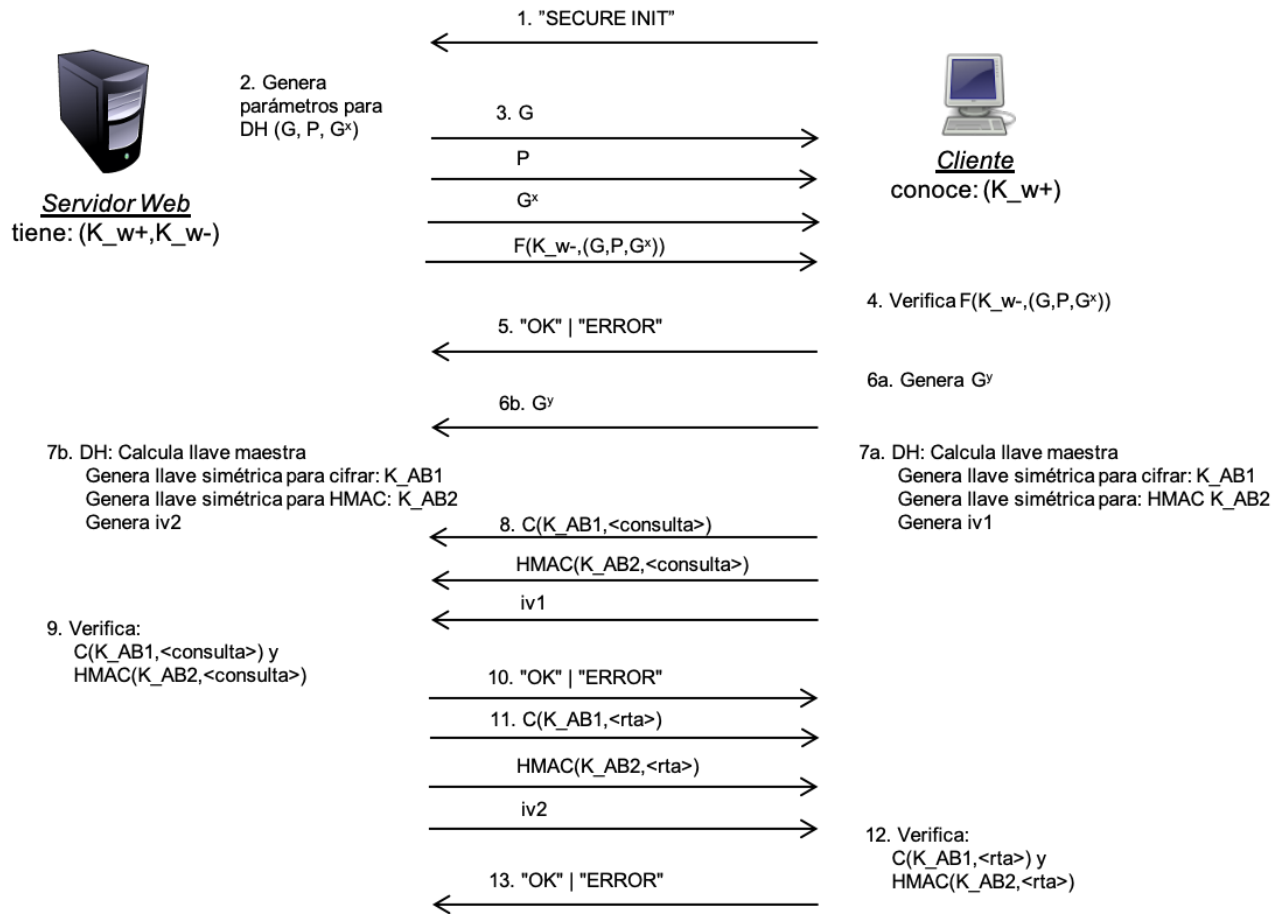 1. ”SECURE INIT”
2. Genera
parámetros para
DH (G, P, Gˣ)
3. G
P
Gˣ
F(K_w-,(G,P,Gˣ))
Servidor Web
tiene: (K_w+,K_w-)
Cliente
conoce: (K_w+)
4. Verifica F(K_w-,(G,P,Gˣ))
5. "OK" | "ERROR"
6a. Genera Gʸ
6b. Gʸ
7b. DH: Calcula llave maestra
Genera llave simétrica para cifrar: K_AB1
Genera llave simétrica para HMAC: K_AB2
Genera iv2
7a. DH: Calcula llave maestra
Genera llave simétrica para cifrar: K_AB1
Genera llave simétrica para: HMAC K_AB2
Genera iv1
8. C(K_AB1,<consulta>)
HMAC(K_AB2,<consulta>)
iv1
9. Verifica:
C(K_AB1,<consulta>) y
HMAC(K_AB2,<consulta>)
10. "OK" | "ERROR"
11. C(K_AB1,<rta>)
HMAC(K_AB2,<rta>)
iv2
12. Verifica:
C(K_AB1,<rta>) y
HMAC(K_AB2,<rta>)
13. "OK" | "ERROR"